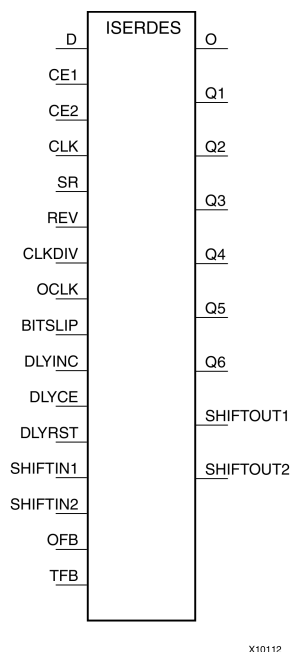 ISERDES
D
O
CE1
Q1
CE2
CLK
Q2
SR
Q3
REV
CLKDIV
Q4
OCLK
Q5
BITSLIP
DLYINC
Q6
DLYCE
SHIFTOUT1
DLYRST
SHIFTIN1
SHIFTOUT2
SHIFTIN2
OFB
TFB
X10112